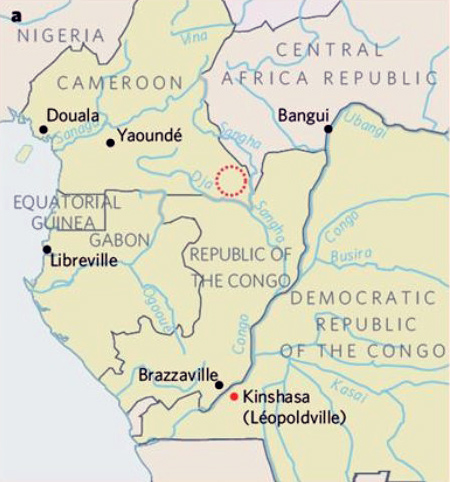 a
NIGERIA
Vina
CENTRAL
AFRICA REPUBLIC
CAMEROON
Douala
Sanaga
Yaoundé
Sangha
Bangui
Ubangi
Dja
Sangha
EQUATORIAL
GUINEA
GABON
Libreville
REPUBLIC OF
THE CONGO
Congo
Busira
Ogooué
DEMOCRATIC
REPUBLIC
OF THE CONGO
Congo
Brazzaville
Kasai
Kinshasa
(Léopoldville)